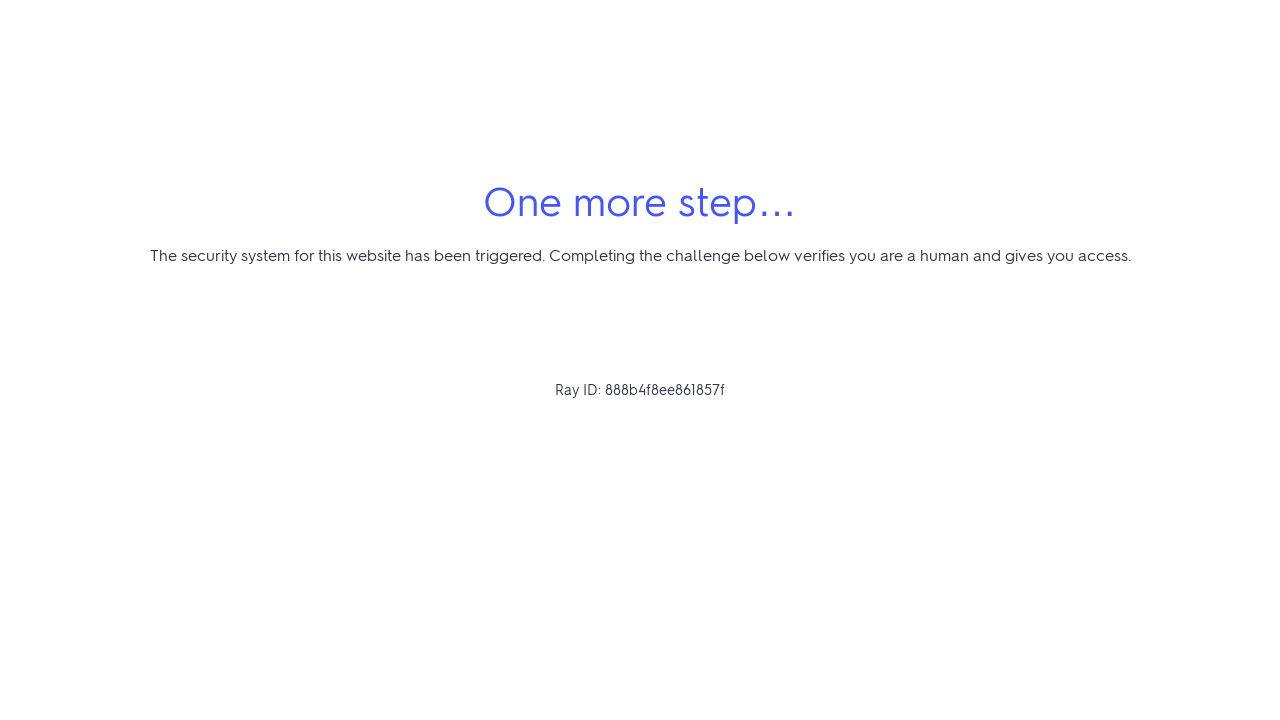 One more step…
The security system for this website has been triggered. Completing the challenge below verifies you are a human and gives you access.
Ray ID: 888b4f8ee861857f